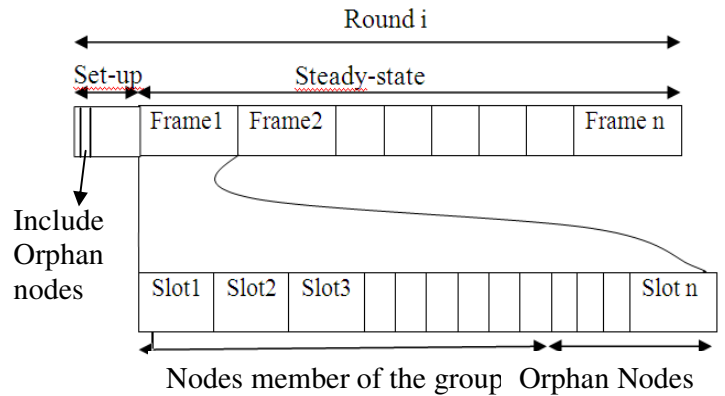 Round i
Set-up Steady-state
Frame1 Frame2 Frame n
Include
Orphan
nodes
Slot1 Slot2 Slot3 Slot n
Nodes member of the group Orphan Nodes